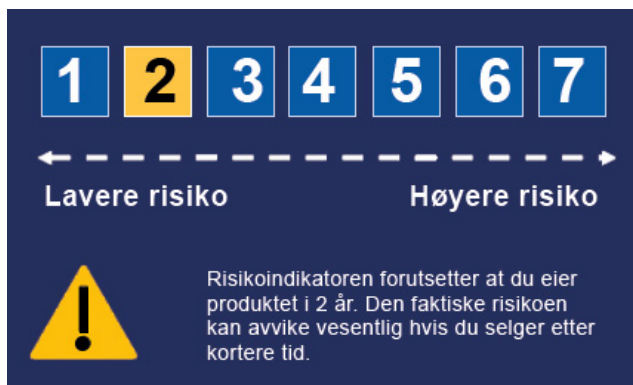 1 2 3 4 5 6 7
Lavere risiko Høyere risiko
Risikoindikatoren forutsetter at du eier
produktet i 2 år. Den faktiske risikoen
kan avvike vesentlig hvis du selger etter
kortere tid.